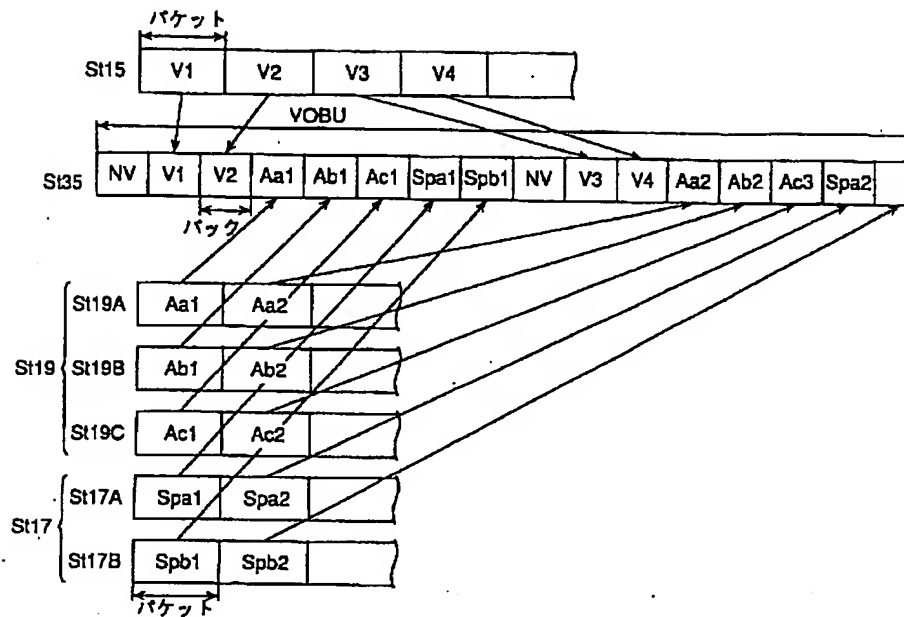 パケット
St15 V1 V2 V3 V4
VOBU
St35 NV V1 V2 Aa1 Ab1 Ac1 Spa1 Spb1 NV V3 V4 Aa2 Ab2 Ac3 Spa2
パック
St19A Aa1 Aa2
St19 St19B Ab1 Ab2
St19C Ac1 Ac2
St17A Spa1 Spa2
St17
St17B Spb1 Spb2
パケット